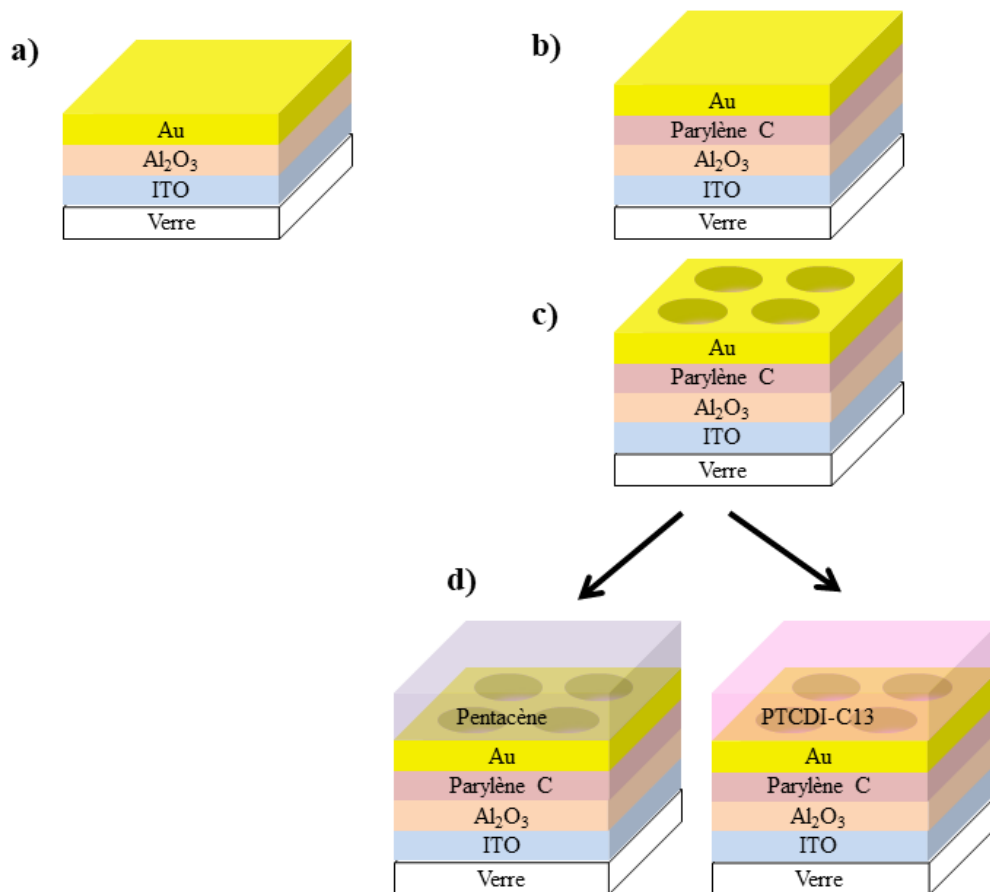 a)
Au
Al₂O₃
ITO
Verre
b)
Au
Parylène C
Al₂O₃
ITO
Verre
c)
Au
Parylène C
Al₂O₃
ITO
Verre
d)
Pentacène
Au
Parylène C
Al₂O₃
ITO
Verre
PTCDI-C13
Au
Parylène C
Al₂O₃
ITO
Verre